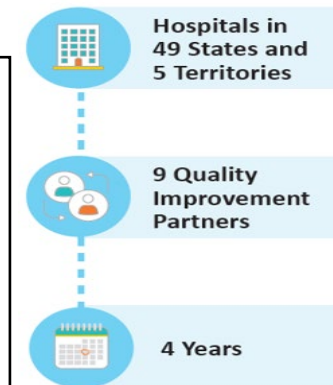 Hospitals in
49 States and
5 Territories
9 Quality
Improvement
Partners
4 Years